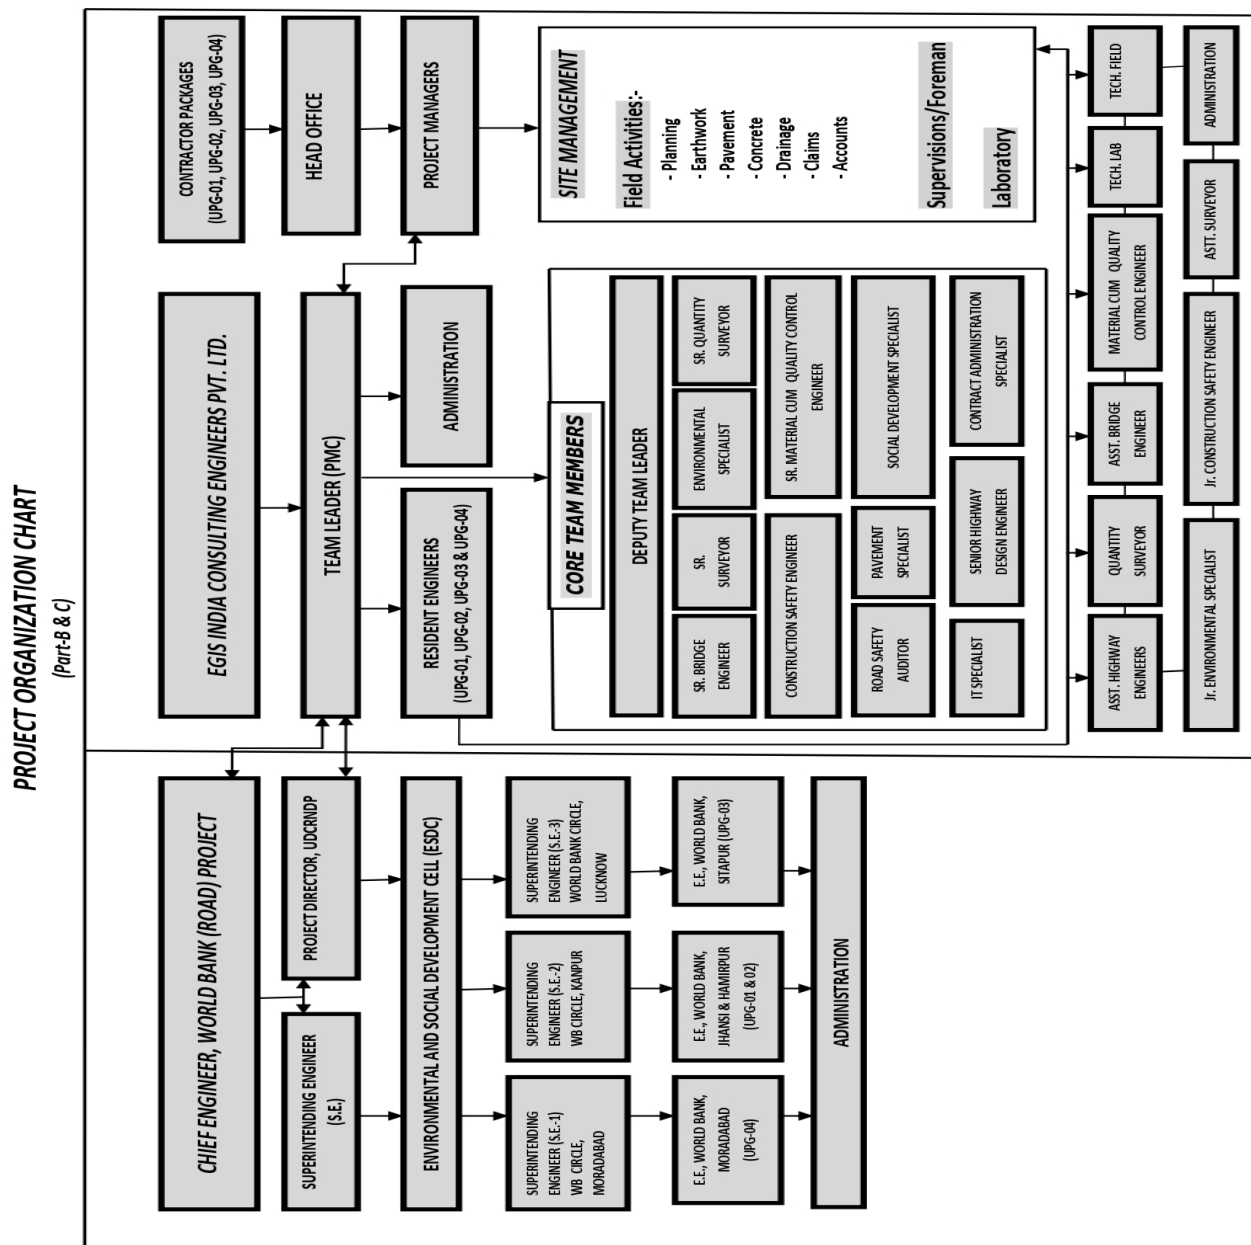 PROJECT ORGANIZATION CHART
(Part-B & C)
CHIEF ENGINEER, WORLD BANK (ROAD) PROJECT
SUPERINTENDING ENGINEER
(S.E.)
PROJECT DIRECTOR, UDCRNDP
ENVIRONMENTAL AND SOCIAL DEVELOPMENT CELL (ESDC)
SUPERINTENDING
ENGINEER (S.E.-1)
WB CIRCLE,
MORADABAD
SUPERINTENDING
ENGINEER (S.E.-2)
WB CIRCLE, KANPUR
SUPERINTENDING
ENGINEER (S.E.-3)
WORLD BANK CIRCLE,
LUCKNOW
E.E., WORLD BANK,
MORADABAD
(UPG-04)
E.E., WORLD BANK,
JHANSI & HAMIRPUR
(UPG-01 & 02)
E.E., WORLD BANK,
SITAPUR (UPG-03)
ADMINISTRATION
EGIS INDIA CONSULTING ENGINEERS PVT. LTD.
TEAM LEADER (PMC)
RESIDENT ENGINEERS
(UPG-01, UPG-02, UPG-03 & UPG-04)
ADMINISTRATION
CORE TEAM MEMBERS
DEPUTY TEAM LEADER
SR. BRIDGE
ENGINEER
SR.
SURVEYOR
ENVIRONMENTAL
SPECIALIST
SR. QUANTITY
SURVEYOR
CONSTRUCTION SAFETY ENGINEER
SR. MATERIAL CUM QUALITY CONTROL
ENGINEER
ROAD SAFETY
AUDITOR
PAVEMENT
SPECIALIST
SOCIAL DEVELOPMENT SPECIALIST
IT SPECIALIST
SENIOR HIGHWAY
DESIGN ENGINEER
CONTRACT ADMINISTRATION
SPECIALIST
CONTRACTOR PACKAGES
(UPG-01, UPG-02, UPG-03, UPG-04)
HEAD OFFICE
PROJECT MANAGERS
SITE MANAGEMENT
Field Activities:-
- Planning
- Earthwork
- Pavement
- Concrete
- Drainage
- Claims
- Accounts
Supervisions/Foreman
Laboratory
ASST. HIGHWAY
ENGINEERS
QUANTITY
SURVEYOR
ASST. BRIDGE
ENGINEER
MATERIAL CUM QUALITY
CONTROL ENGINEER
TECH. LAB
TECH. FIELD
Jr. ENVIRONMENTAL SPECIALIST
Jr. CONSTRUCTION SAFETY ENGINEER
ASTT. SURVEYOR
ADMINISTRATION